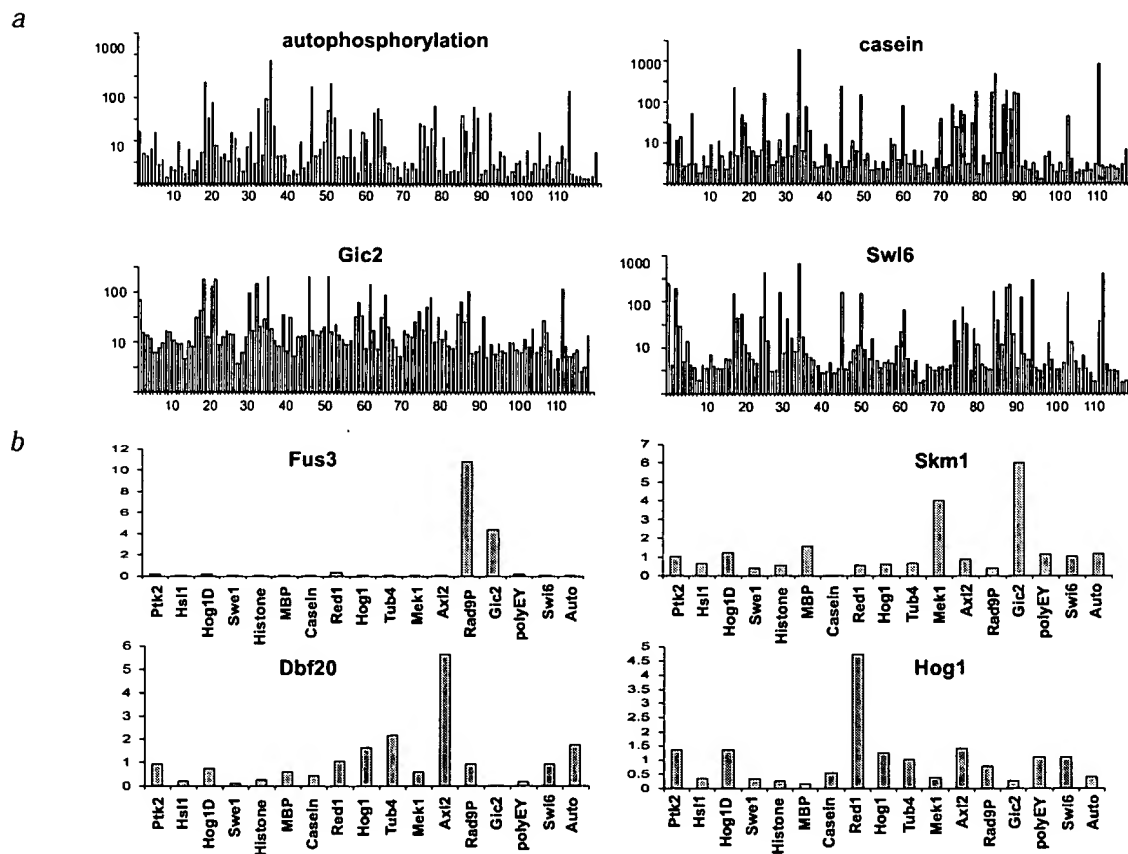 a
autophosphorylation
1000
100
10
10 20 30 40 50 60 70 80 90 100 110
casein
1000
100
10
10 20 30 40 50 60 70 80 90 100 110
Gic2
100
10
10 20 30 40 50 60 70 80 90 100 110
Swl6
1000
100
10
10 20 30 40 50 60 70 80 90 100 110
b
Fus3
12
10
8
6
4
2
0
Ptk2 Hsl1 Hog1D Swe1 Histone MBP Casein Red1 Hog1 Tub4 Mek1 Axl2 Rad9P Gic2 polyEY Swi6 Auto
Skm1
7
6
5
4
3
2
1
0
Ptk2 Hsl1 Hog1D Swe1 Histone MBP Casein Red1 Hog1 Tub4 Mek1 Axl2 Rad9P Gic2 polyEY Swi6 Auto
Dbf20
6
5
4
3
2
1
0
Ptk2 Hsl1 Hog1D Swe1 Histone MBP Casein Red1 Hog1 Tub4 Mek1 Axl2 Rad9P Gic2 polyEY Swi6 Auto
Hog1
5
4.5
4
3.5
3
2.5
2
1.5
1
0.5
0
Ptk2 Hsl1 Hog1D Swe1 Histone MBP Casein Red1 Hog1 Tub4 Mek1 Axl2 Rad9P Gic2 polyEY Swi6 Auto